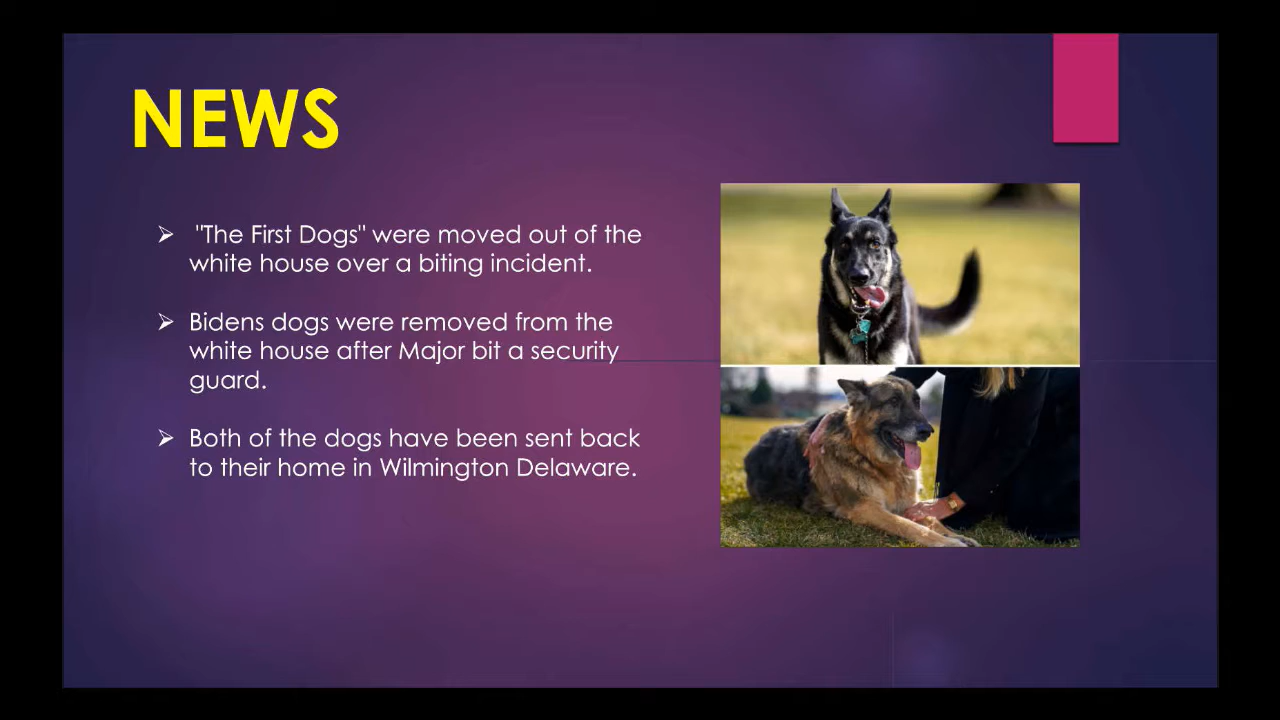 NEWS
"The First Dogs" were moved out of the
white house over a biting incident.
Bidens dogs were removed from the
white house after Major bit a security
guard.
Both of the dogs have been sent back
to their home in Wilmington Delaware.